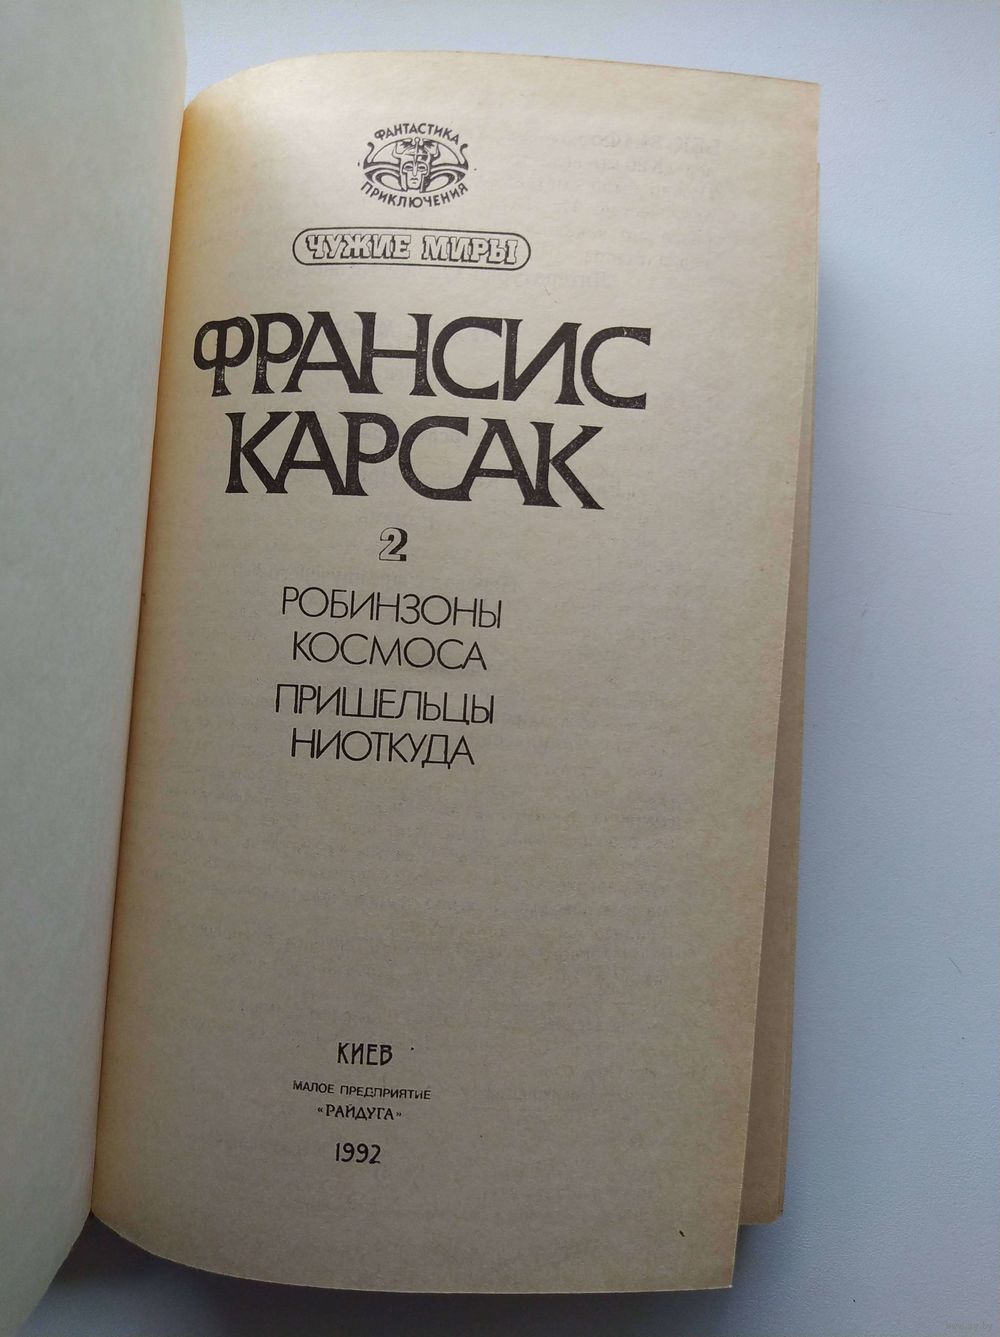 ФАНТАСТИКА
ПРИКЛЮЧЕНИЯ
ЧУЖИЕ МИРЫ
ФРАНСИС
КАРСАК
2
РОБИНЗОНЫ
КОСМОСА
ПРИШЕЛЬЦЫ
НИОТКУДА
КИЕВ
МАЛОЕ ПРЕДПРИЯТИЕ
«РАЙДУГА»
1992